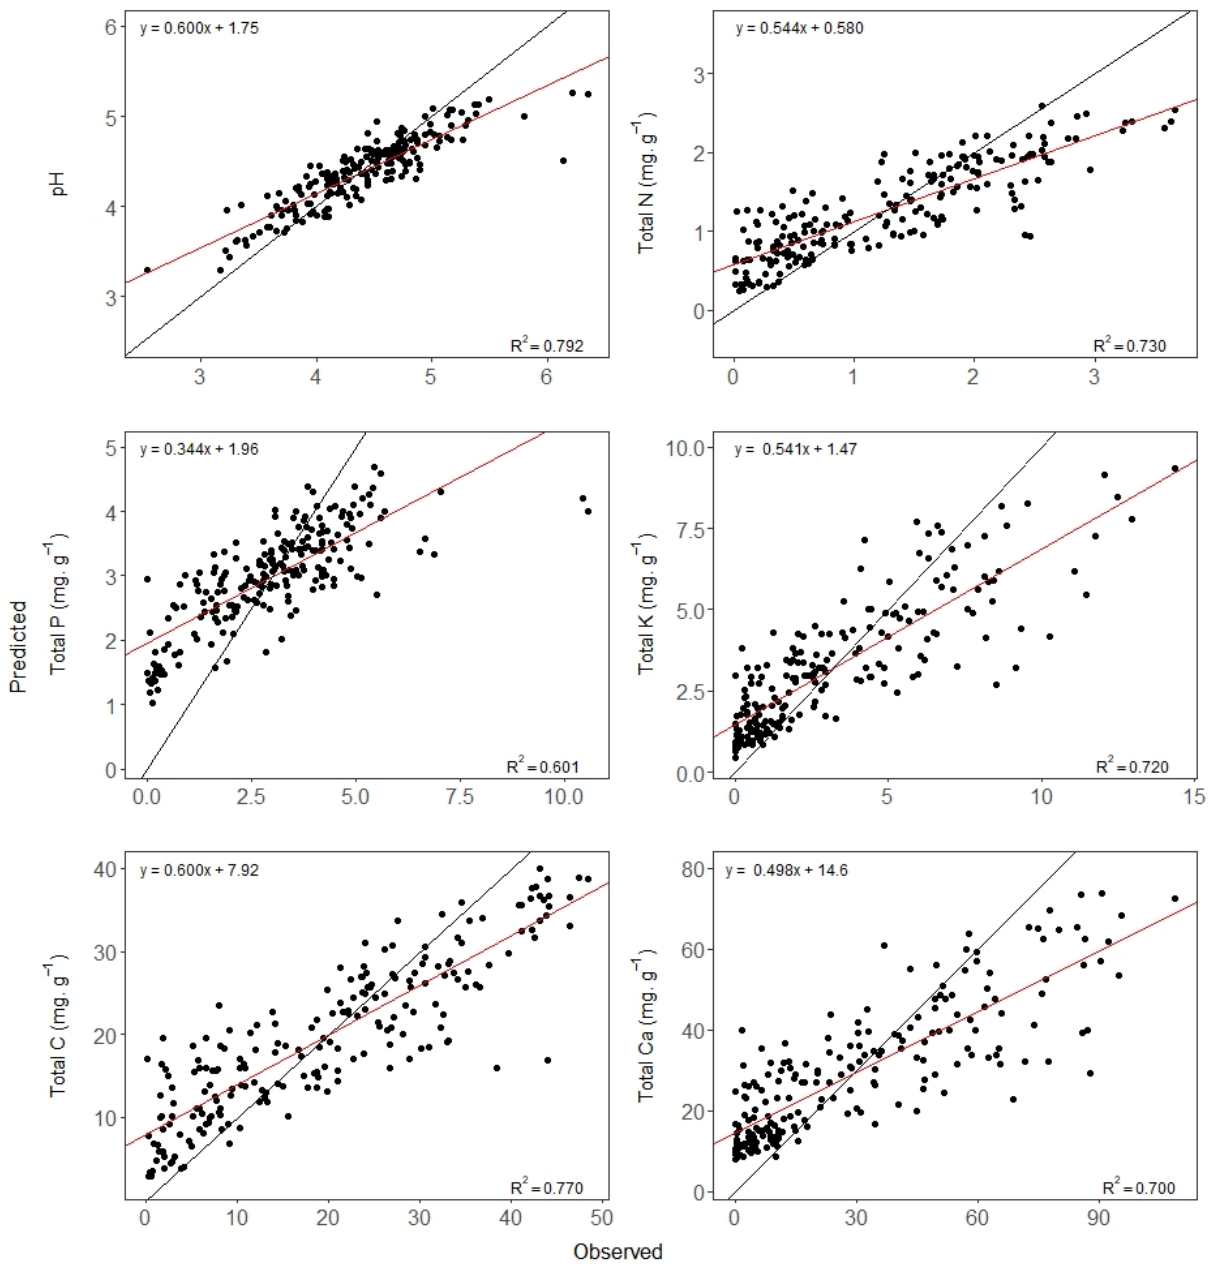 y = 0.600x + 1.75
6
5
4
3
pH
R² = 0.792
3 4 5 6
y = 0.544x + 0.580
3
2
1
0
Total N (mg. g⁻¹)
R² = 0.730
0 1 2 3
y = 0.344x + 1.96
5
4
3
2
1
0
Predicted
Total P (mg. g⁻¹)
R² = 0.601
0.0 2.5 5.0 7.5 10.0
y = 0.541x + 1.47
10.0
7.5
5.0
2.5
0.0
Total K (mg. g⁻¹)
R² = 0.720
0 5 10 15
y = 0.600x + 7.92
40
30
20
10
Total C (mg. g⁻¹)
R² = 0.770
0 10 20 30 40 50
y = 0.498x + 14.6
80
60
40
20
0
Total Ca (mg. g⁻¹)
R² = 0.700
0 30 60 90
Observed